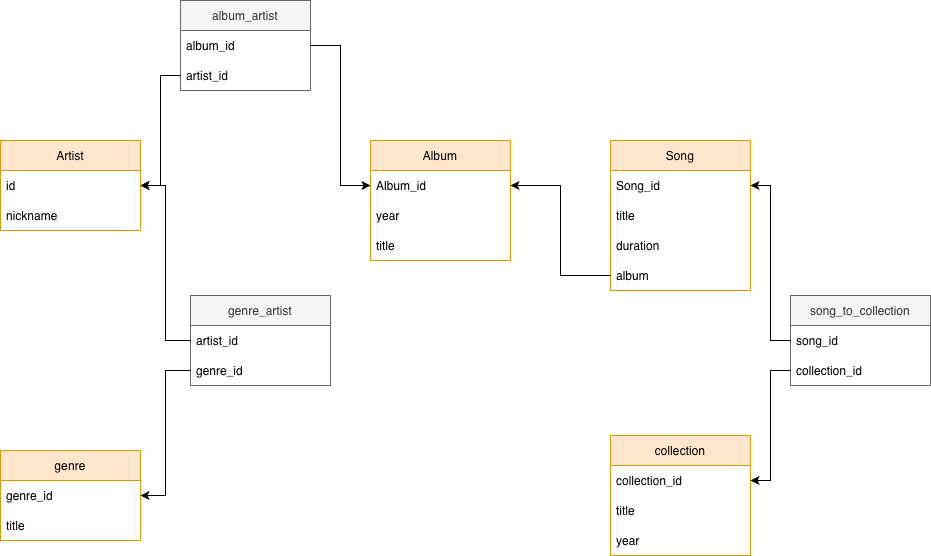 album_artist
album_id
artist_id
Artist
id
nickname
Album
Album_id
year
title
Song
Song_id
title
duration
album
genre_artist
artist_id
genre_id
song_to_collection
song_id
collection_id
genre
genre_id
title
collection
collection_id
title
year